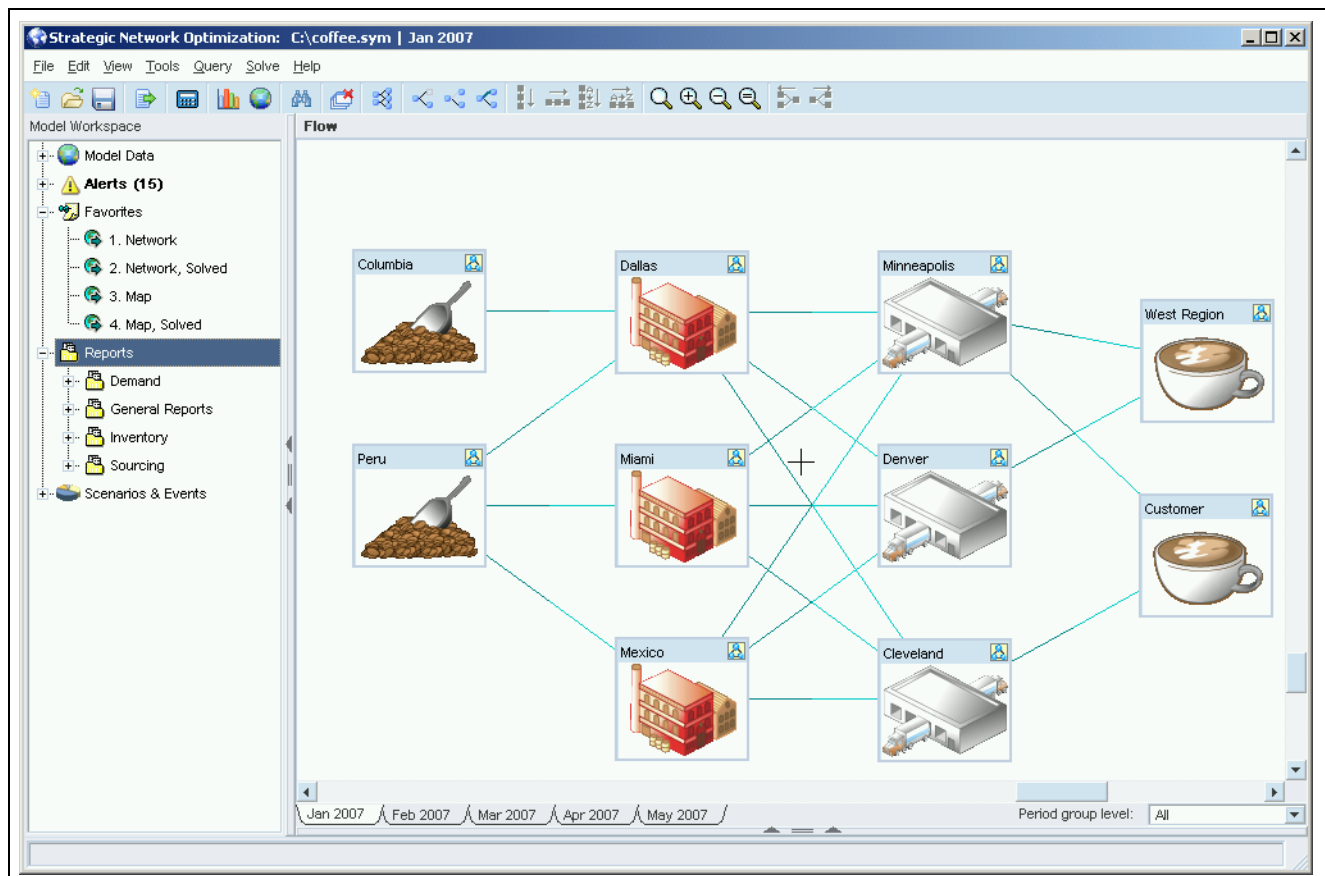 Strategic Network Optimization: C:\coffee.sym | Jan 2007
File Edit View Tools Query Solve Help
Model Workspace
Flow
Model Data
Alerts (15)
Favorites
1. Network
2. Network, Solved
3. Map
4. Map, Solved
Reports
Demand
General Reports
Inventory
Sourcing
Scenarios & Events
Columbia
Dallas
Minneapolis
West Region
Peru
Miami
Denver
Customer
Mexico
Cleveland
Jan 2007 Feb 2007 Mar 2007 Apr 2007 May 2007
Period group level: All